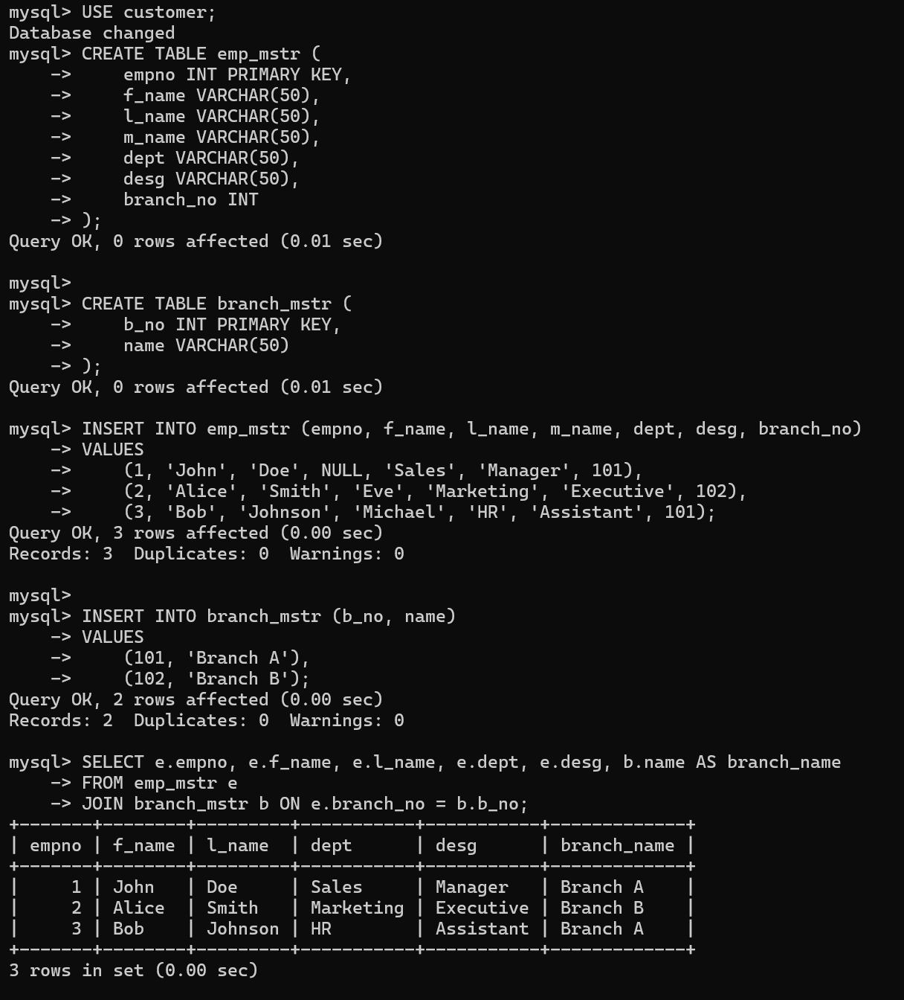 mysql> USE customer;
Database changed
mysql> CREATE TABLE emp_mstr (
    ->     empno INT PRIMARY KEY,
    ->     f_name VARCHAR(50),
    ->     l_name VARCHAR(50),
    ->     m_name VARCHAR(50),
    ->     dept VARCHAR(50),
    ->     desg VARCHAR(50),
    ->     branch_no INT
    -> );
Query OK, 0 rows affected (0.01 sec)

mysql>
mysql> CREATE TABLE branch_mstr (
    ->     b_no INT PRIMARY KEY,
    ->     name VARCHAR(50)
    -> );
Query OK, 0 rows affected (0.01 sec)

mysql> INSERT INTO emp_mstr (empno, f_name, l_name, m_name, dept, desg, branch_no)
    -> VALUES
    ->     (1, 'John', 'Doe', NULL, 'Sales', 'Manager', 101),
    ->     (2, 'Alice', 'Smith', 'Eve', 'Marketing', 'Executive', 102),
    ->     (3, 'Bob', 'Johnson', 'Michael', 'HR', 'Assistant', 101);
Query OK, 3 rows affected (0.00 sec)
Records: 3  Duplicates: 0  Warnings: 0

mysql>
mysql> INSERT INTO branch_mstr (b_no, name)
    -> VALUES
    ->     (101, 'Branch A'),
    ->     (102, 'Branch B');
Query OK, 2 rows affected (0.00 sec)
Records: 2  Duplicates: 0  Warnings: 0

mysql> SELECT e.empno, e.f_name, e.l_name, e.dept, e.desg, b.name AS branch_name
    -> FROM emp_mstr e
    -> JOIN branch_mstr b ON e.branch_no = b.b_no;
+-------+--------+---------+-----------+-----------+-------------+
| empno | f_name | l_name  | dept      | desg      | branch_name |
+-------+--------+---------+-----------+-----------+-------------+
|     1 | John   | Doe     | Sales     | Manager   | Branch A    |
|     2 | Alice  | Smith   | Marketing | Executive | Branch B    |
|     3 | Bob    | Johnson | HR        | Assistant | Branch A    |
+-------+--------+---------+-----------+-----------+-------------+
3 rows in set (0.00 sec)